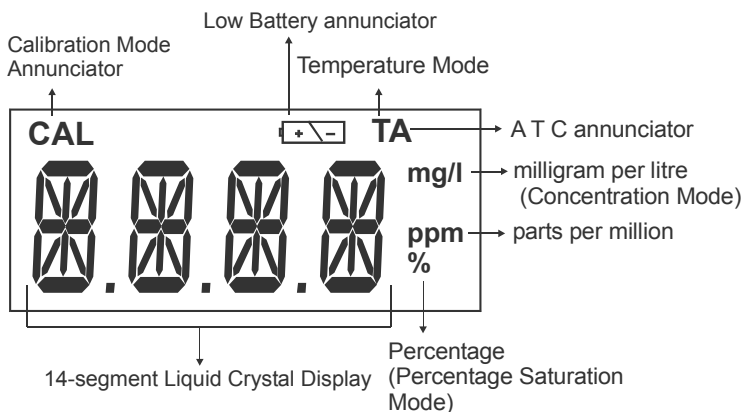 Low Battery annunciator
Calibration Mode
Annunciator
Temperature Mode
CAL
+ -
TA
A T C annunciator
mg/l
milligram per litre
(Concentration Mode)
ppm
parts per million
%
14-segment Liquid Crystal Display
Percentage
(Percentage Saturation
Mode)